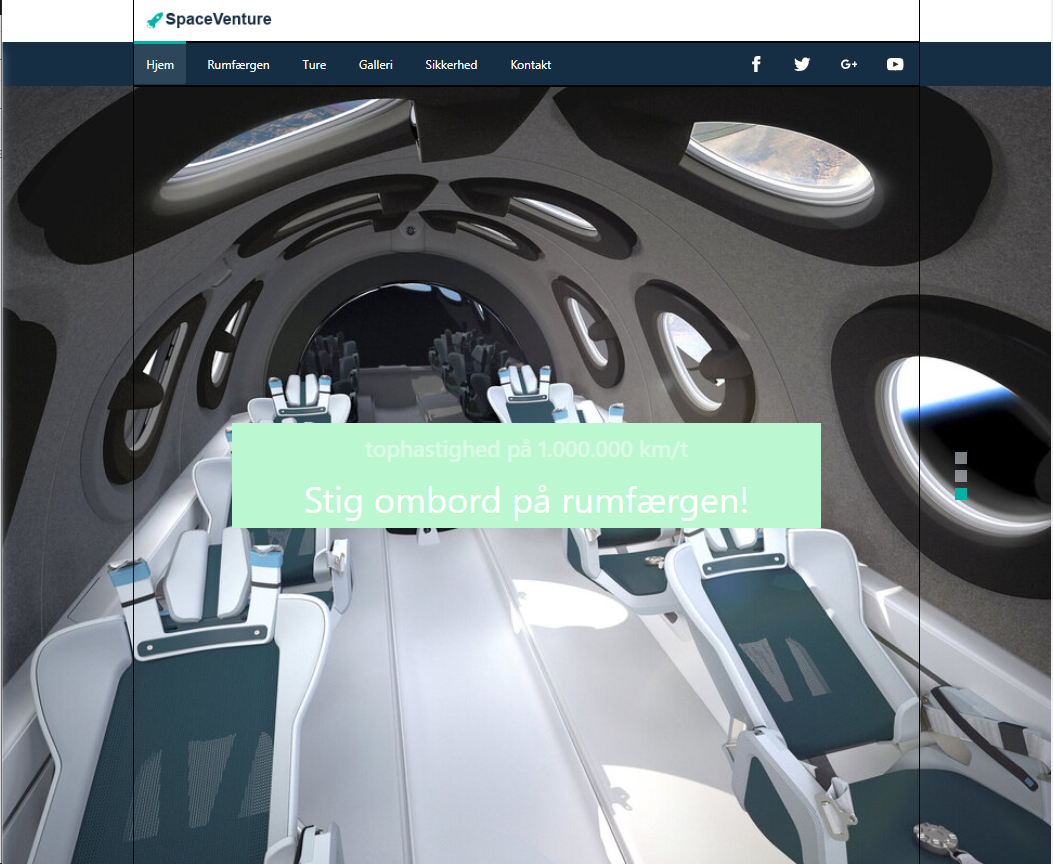 SpaceVenture
Hjem Rumfærgen Ture Galleri Sikkerhed Kontakt
tophastighed på 1.000.000 km/t
Stig ombord på rumfærgen!